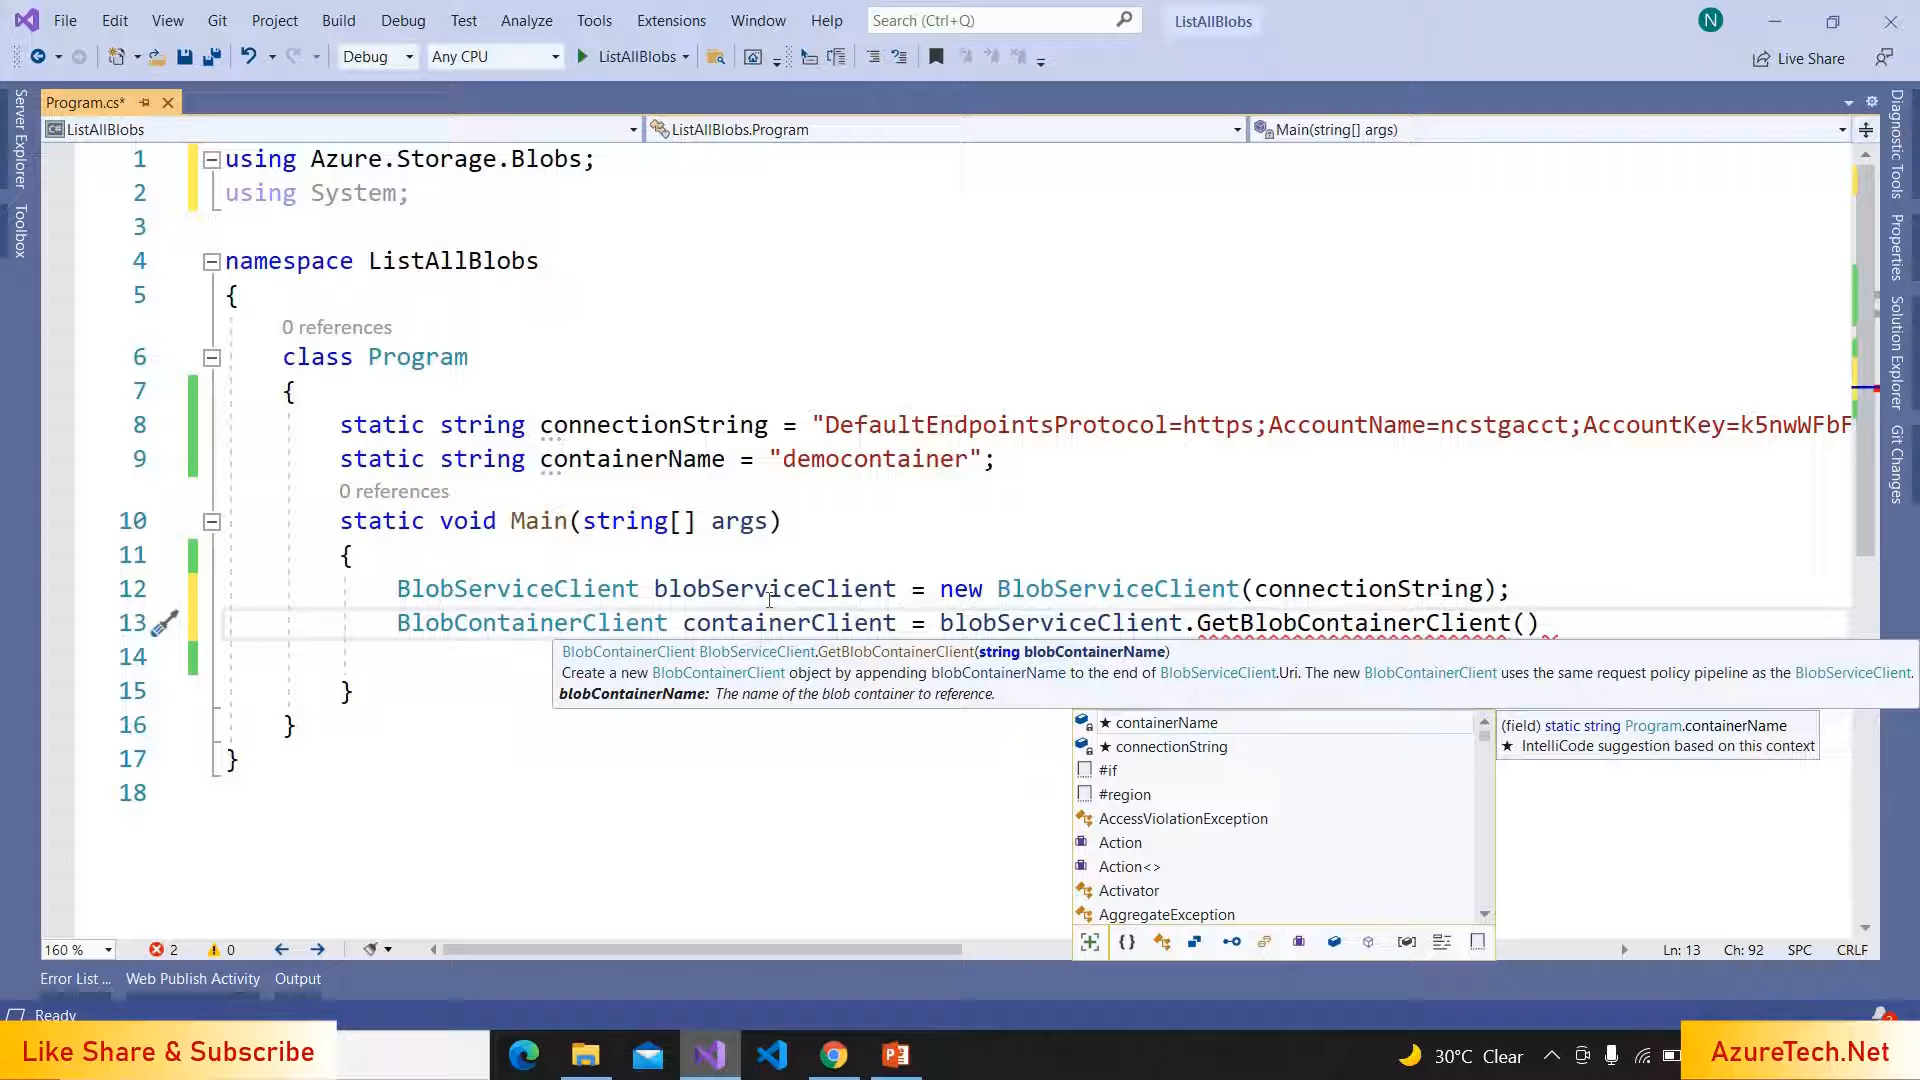 File Edit View Git Project Build Debug Test Analyze Tools Extensions Window Help Search (Ctrl+Q) ListAllBlobs N
Debug Any CPU ListAllBlobs Live Share
Program.cs*
ListAllBlobs ListAllBlobs.Program Main(string[] args)
Server Explorer
Toolbox
Diagnostic Tools
Properties
Solution Explorer
Git Changes
1 using Azure.Storage.Blobs;
2 using System;
3
4 namespace ListAllBlobs
5 {
0 references
6 class Program
7 {
8 static string connectionString = "DefaultEndpointsProtocol=https;AccountName=ncstgacct;AccountKey=k5nwWFbF
9 static string containerName = "democontainer";
0 references
10 static void Main(string[] args)
11 {
12 BlobServiceClient blobServiceClient = new BlobServiceClient(connectionString);
13 BlobContainerClient containerClient = blobServiceClient.GetBlobContainerClient()
14
BlobContainerClient BlobServiceClient.GetBlobContainerClient(string blobContainerName)
Create a new BlobContainerClient object by appending blobContainerName to the end of BlobServiceClient.Uri. The new BlobContainerClient uses the same request policy pipeline as the BlobServiceClient.
blobContainerName: The name of the blob container to reference.
15 }
16 }
17 }
18
★ containerName
★ connectionString
#if
#region
AccessViolationException
Action
Action<>
Activator
AggregateException
(field) static string Program.containerName
★ IntelliCode suggestion based on this context
160 % 2 0 Ln: 13 Ch: 92 SPC CRLF
Error List ... Web Publish Activity Output
Ready
Like Share & Subscribe
30°C Clear
AzureTech.Net